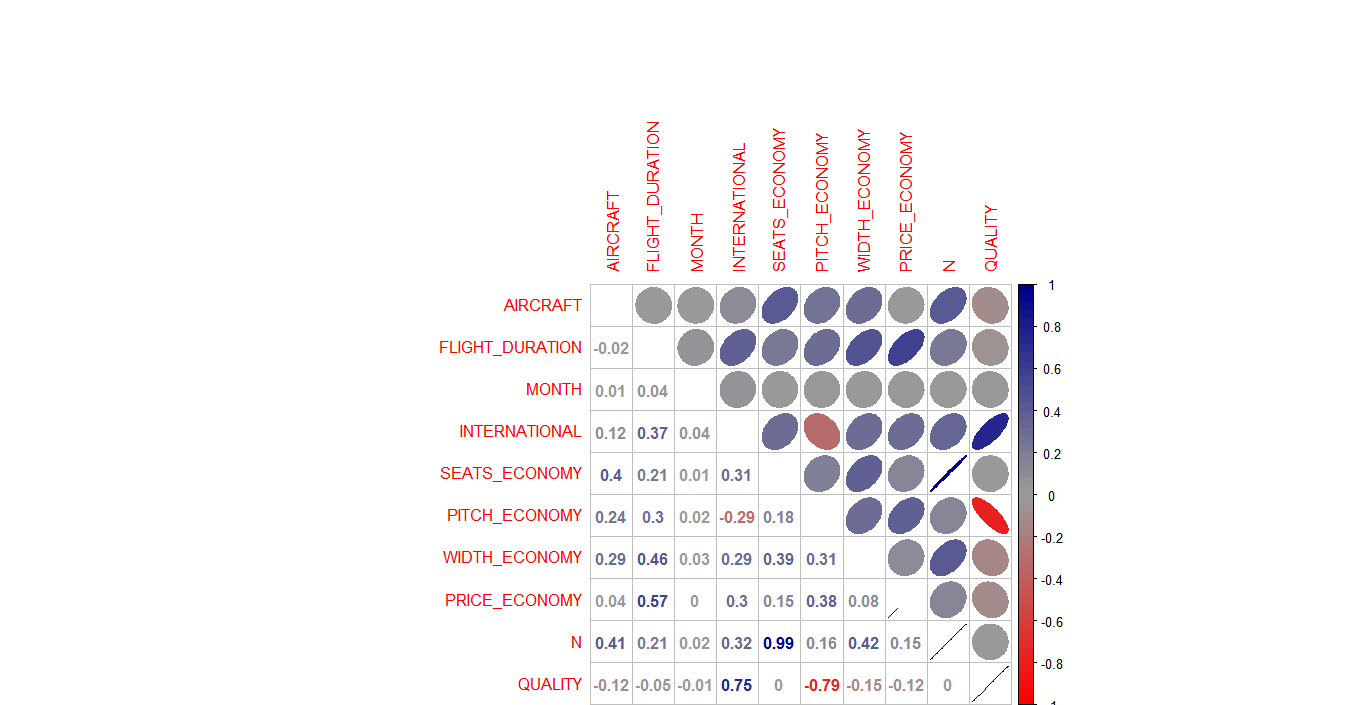 AIRCRAFT
FLIGHT_DURATION
MONTH
INTERNATIONAL
SEATS_ECONOMY
PITCH_ECONOMY
WIDTH_ECONOMY
PRICE_ECONOMY
N
QUALITY
AIRCRAFT
FLIGHT_DURATION -0.02
MONTH 0.01 0.04
INTERNATIONAL 0.12 0.37 0.04
SEATS_ECONOMY 0.4 0.21 0.01 0.31
PITCH_ECONOMY 0.24 0.3 0.02 -0.29 0.18
WIDTH_ECONOMY 0.29 0.46 0.03 0.29 0.39 0.31
PRICE_ECONOMY 0.04 0.57 0 0.3 0.15 0.38 0.08
N 0.41 0.21 0.02 0.32 0.99 0.16 0.42 0.15
QUALITY -0.12 -0.05 -0.01 0.75 0 -0.79 -0.15 -0.12 0
1
0.8
0.6
0.4
0.2
0
-0.2
-0.4
-0.6
-0.8